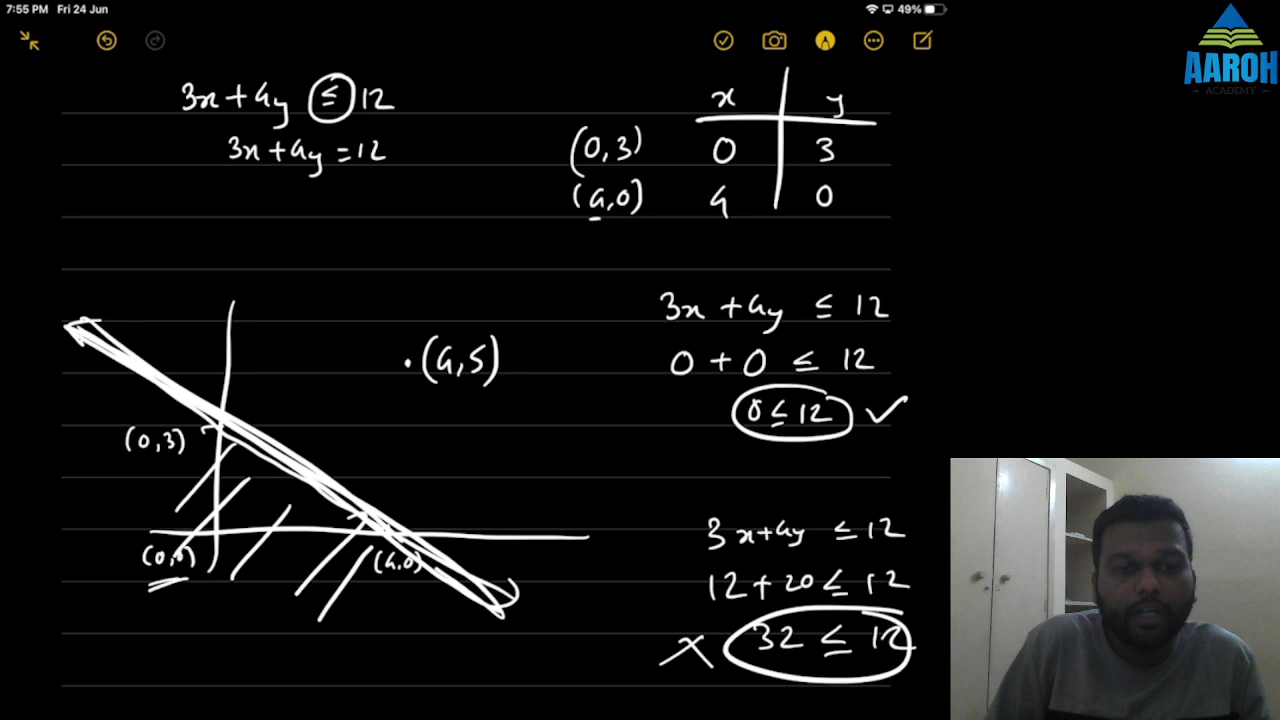 7:55 PM Fri 24 Jun
49%
AAROH
ACADEMY
3x + 4y ≤ 12
3x + 4y = 12
x y
(0,3) 0 3
(4,0) 4 0
3x + 4y ≤ 12
0 + 0 ≤ 12
0 ≤ 12 ✓
.(4,5)
(0,3)
(0,0)
(4,0)
3x + 4y ≤ 12
12 + 20 ≤ 12
X 32 ≤ 12